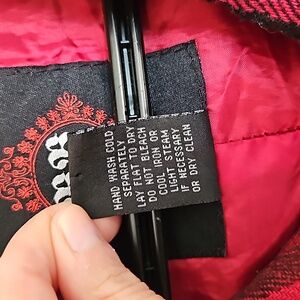 HAND WASH COLD
SEPARATELY
LAY FLAT TO DRY
DO NOT BLEACH
COOL IRON OR
LIGHT STEAM
IF NECESSARY
OR DRY CLEAN